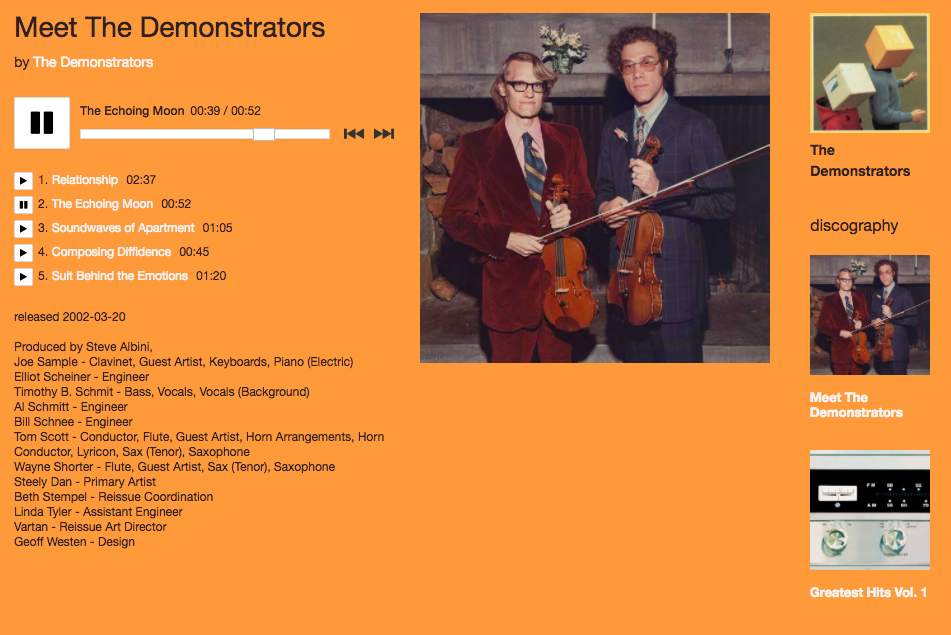 Meet The Demonstrators
by The Demonstrators
The Echoing Moon 00:39 / 00:52
1. Relationship 02:37
2. The Echoing Moon 00:52
3. Soundwaves of Apartment 01:05
4. Composing Diffidence 00:45
5. Suit Behind the Emotions 01:20
released 2002-03-20
Produced by Steve Albini,
Joe Sample - Clavinet, Guest Artist, Keyboards, Piano (Electric)
Elliot Scheiner - Engineer
Timothy B. Schmit - Bass, Vocals, Vocals (Background)
Al Schmitt - Engineer
Bill Schnee - Engineer
Tom Scott - Conductor, Flute, Guest Artist, Horn Arrangements, Horn
Conductor, Lyricon, Sax (Tenor), Saxophone
Wayne Shorter - Flute, Guest Artist, Sax (Tenor), Saxophone
Steely Dan - Primary Artist
Beth Stempel - Reissue Coordination
Linda Tyler - Assistant Engineer
Vartan - Reissue Art Director
Geoff Westen - Design
The
Demonstrators
discography
Meet The
Demonstrators
FM 88
AM 55 60
Greatest Hits Vol. 1